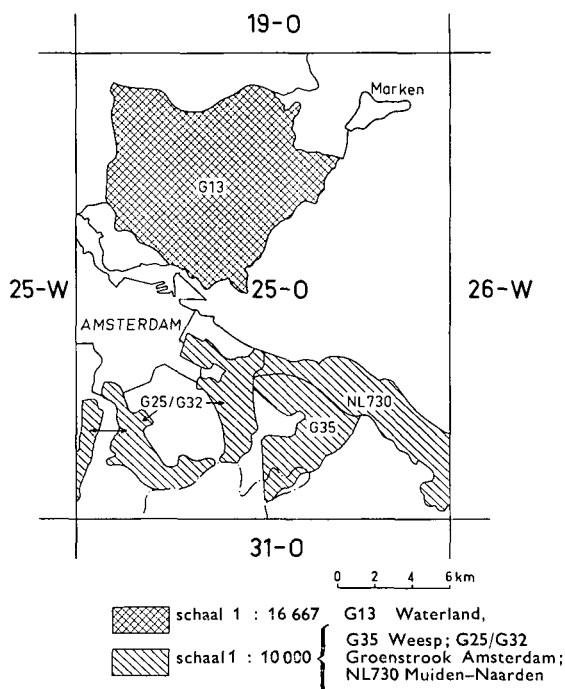 19-O
Marken
G13
25-W
25-O
26-W
AMSTERDAM
G25/G32
NL730
G35
31-O
0 2 4 6 km
schaal 1 : 16 667 G13 Waterland,
schaal 1 : 10 000 G35 Weesp; G25/G32
Groenstrook Amsterdam;
NL730 Muiden-Naarden